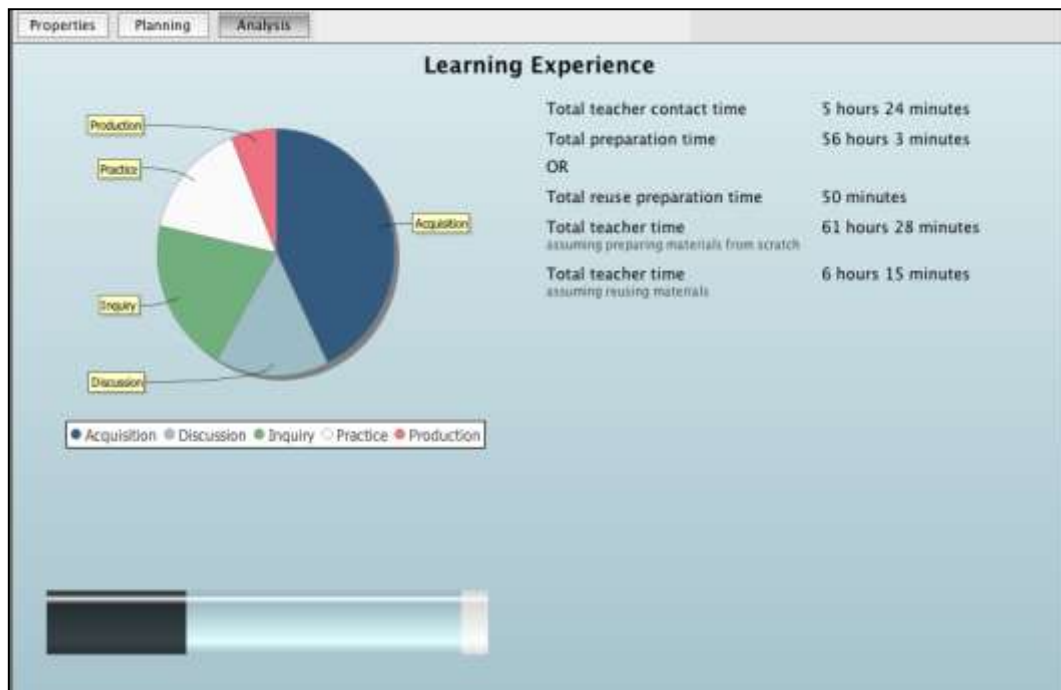 Properties Planning Analysis
Learning Experience
Production
Practice
Acquisition
Inquiry
Discussion
Acquisition Discussion Inquiry Practice Production
Total teacher contact time 5 hours 24 minutes
Total preparation time 56 hours 3 minutes
OR
Total reuse preparation time 50 minutes
Total teacher time 61 hours 28 minutes
assuming preparing materials from scratch
Total teacher time 6 hours 15 minutes
assuming reusing materials